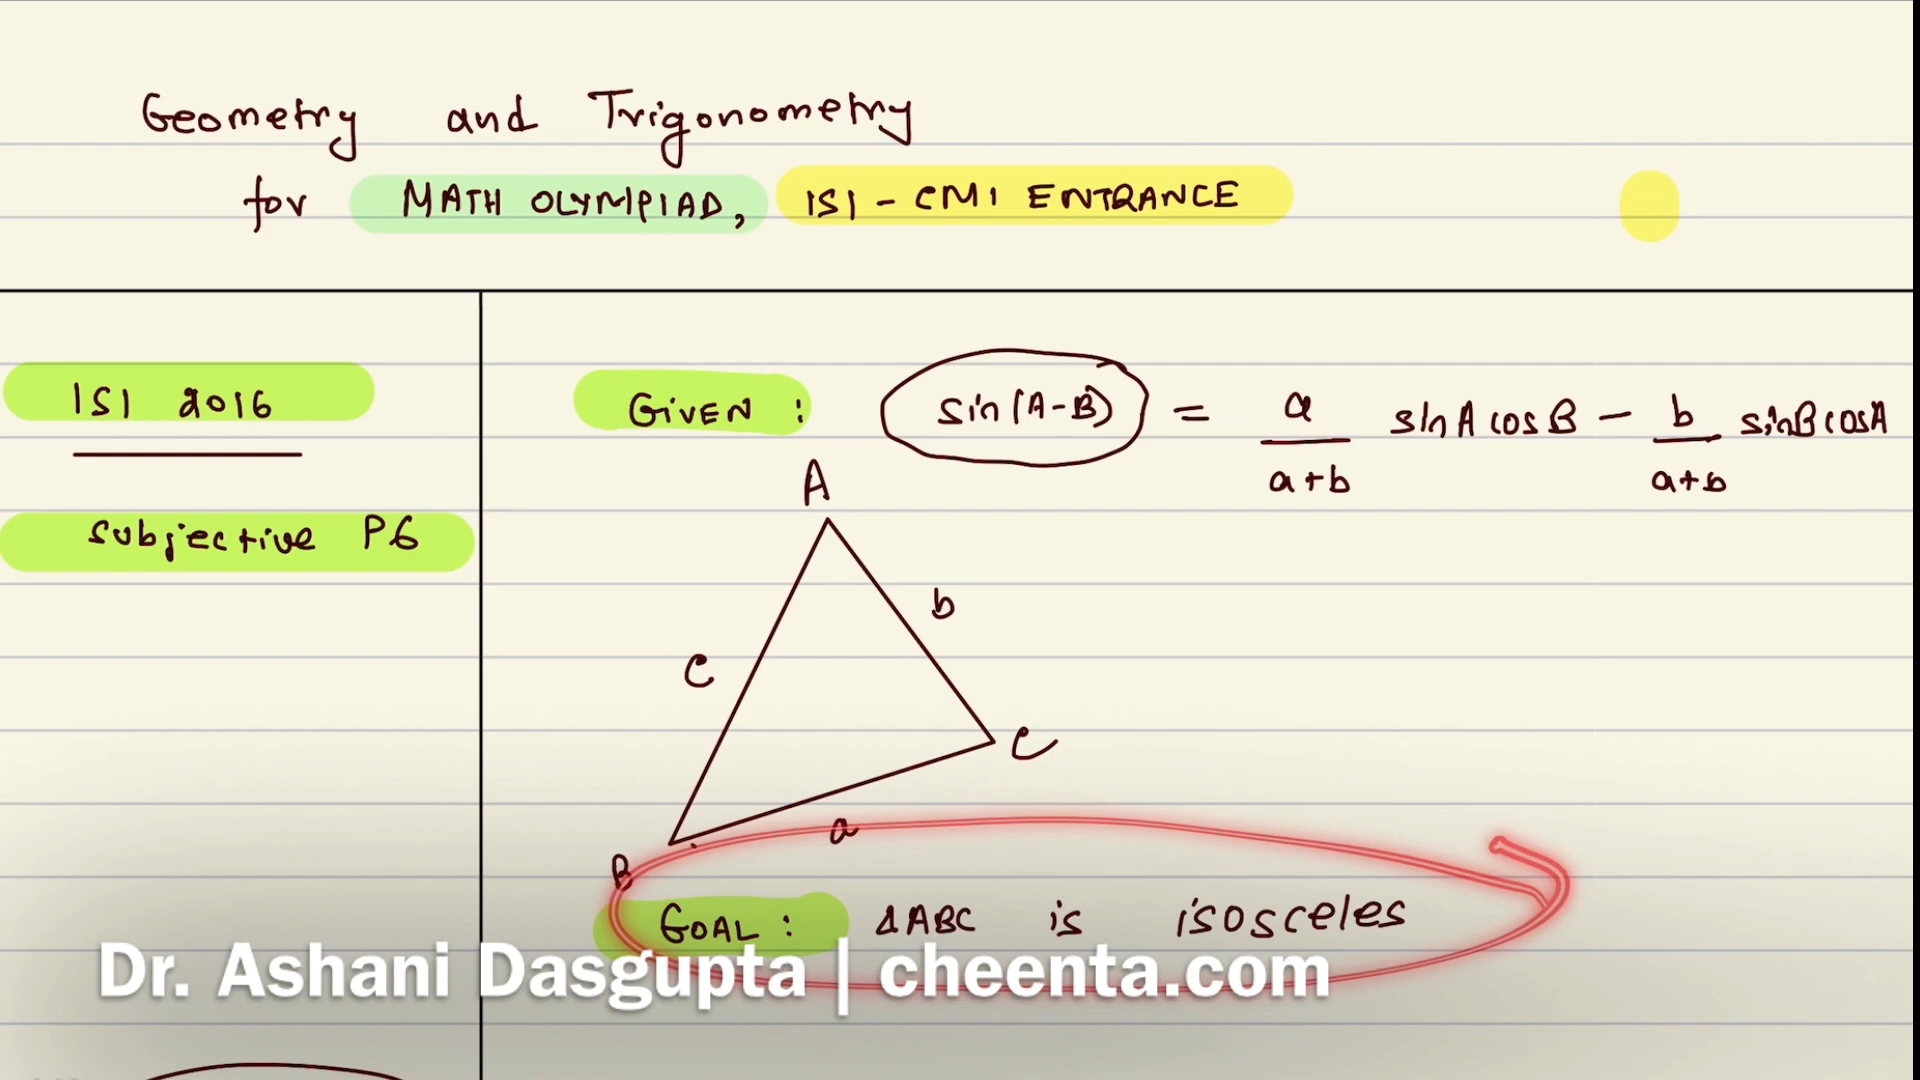 Geometry and Trigonometry
for MATH OLYMPIAD, ISI - CMI ENTRANCE
ISI 2016
Subjective P6
GIVEN : sin(A-B) = a/(a+b) sinA cosB - b/(a+b) sinB cosA
A
b
c
C
a
B
GOAL : ΔABC is isosceles
Dr. Ashani Dasgupta | cheenta.com